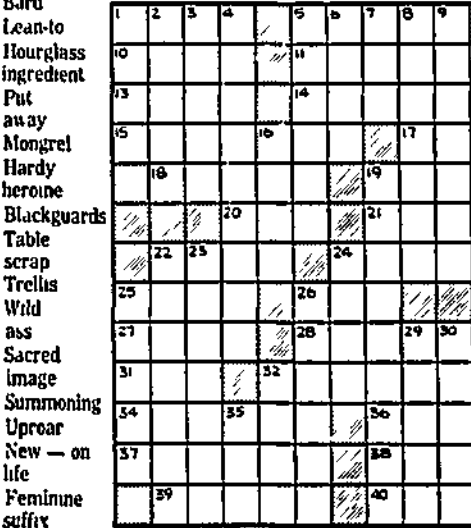 Bard
Lean-to
Hourglass
ingredient
Put
away
Mongrel
Hardy
heroine
Blackguards
Table
scrap
Trellis
Wild
ass
Sacred
image
Summoning
Uproar
New — on
life
Feminine
suffix
1 2 3 4 5 6 7 8 9
10 11
13 14
15 16 17
18 19
20 21
22 23 24
25 26
27 28 29 30
31 32
34 35 36
37 38
39 40